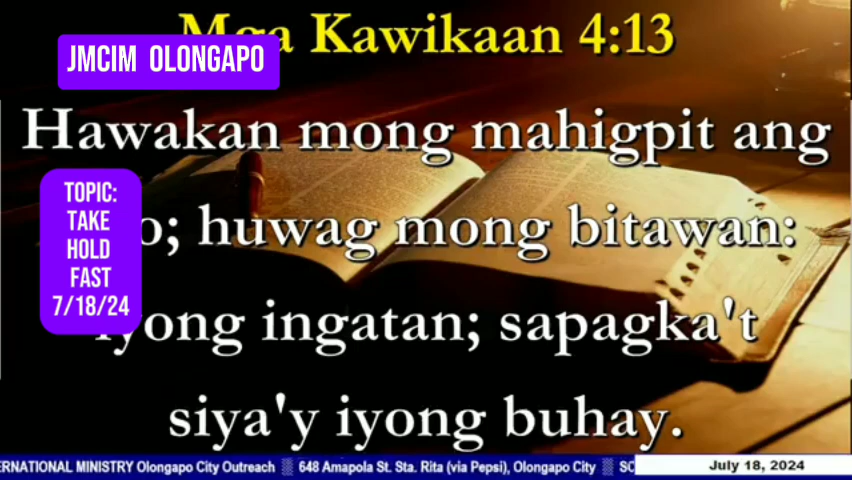 Mga Kawikaan 4:13
JMCIM OLONGAPO
Hawakan mong mahigpit ang
huwag mong bitawan:
iyong ingatan; sapagka't
siya'y iyong buhay.
TOPIC:
TAKE
HOLD
FAST
7/18/24
ERNATIONAL MINISTRY Olongapo City Outreach ▒ 648 Amapola St. Sta. Rita (via Pepsi), Olongapo City ▒ SO
July 18, 2024